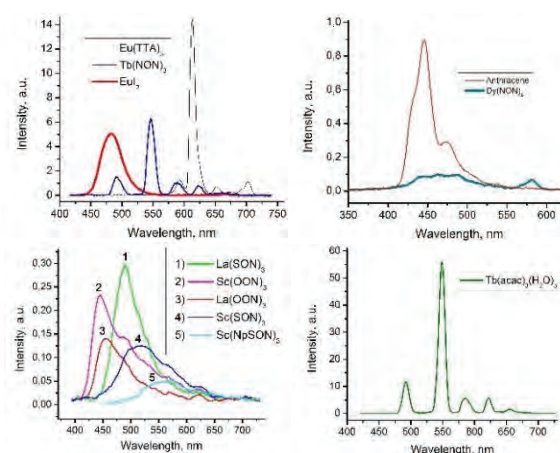 Intensity, a.u.
14
12
10
8
6
4
2
0
Eu(TTA)
Tb(NON)3
EuI2
400 450 500 550 600 650 700 740
Wavelength, nm
Intensity, a.u.
1,0
0,8
0,6
0,4
0,2
0,0
Anthracene
Dy(NON)3
350 400 450 500 550 600
Wavelength, nm
Intensity, a.u.
0,30
0,25
0,20
0,15
0,10
0,05
0,00
1
2
3
4
5
1) La(SON)3
2) Sc(OON)3
3) La(OON)3
4) Sc(SON)3
5) Sc(NpSON)3
400 450 500 550 600 650 700
Wavelength, nm
Intensity, a.u.
60
50
40
30
20
10
0
Tb(acac)3(H2O)3
400 450 500 550 600 650 700
Wavelength, nm